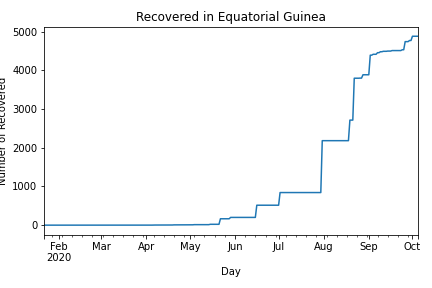 Recovered in Equatorial Guinea
Number of Recovered
5000
4000
3000
2000
1000
0
Feb Mar Apr May Jun Jul Aug Sep Oct
2020
Day